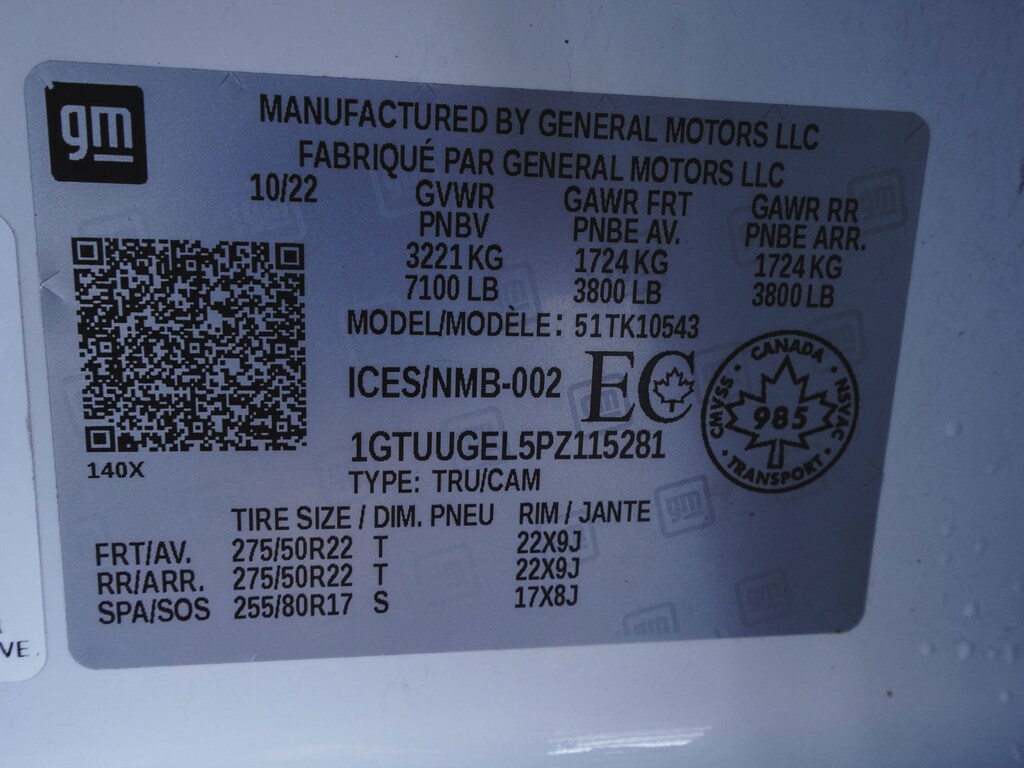 gm
MANUFACTURED BY GENERAL MOTORS LLC
FABRIQUÉ PAR GENERAL MOTORS LLC
10/22 GVWR GAWR FRT GAWR RR
PNBV PNBE AV. PNBE ARR.
3221 KG 1724 KG 1724 KG
7100 LB 3800 LB 3800 LB
MODEL/MODÈLE: 51TK10543
ICES/NMB-002 EC
CANADA
CMVSS NSVAC
985
TRANSPORT
1GTUUGEL5PZ115281
140X
TYPE: TRU/CAM
TIRE SIZE / DIM. PNEU RIM / JANTE
FRT/AV. 275/50R22 T 22X9J
RR/ARR. 275/50R22 T 22X9J
SPA/SOS 255/80R17 S 17X8J
VE